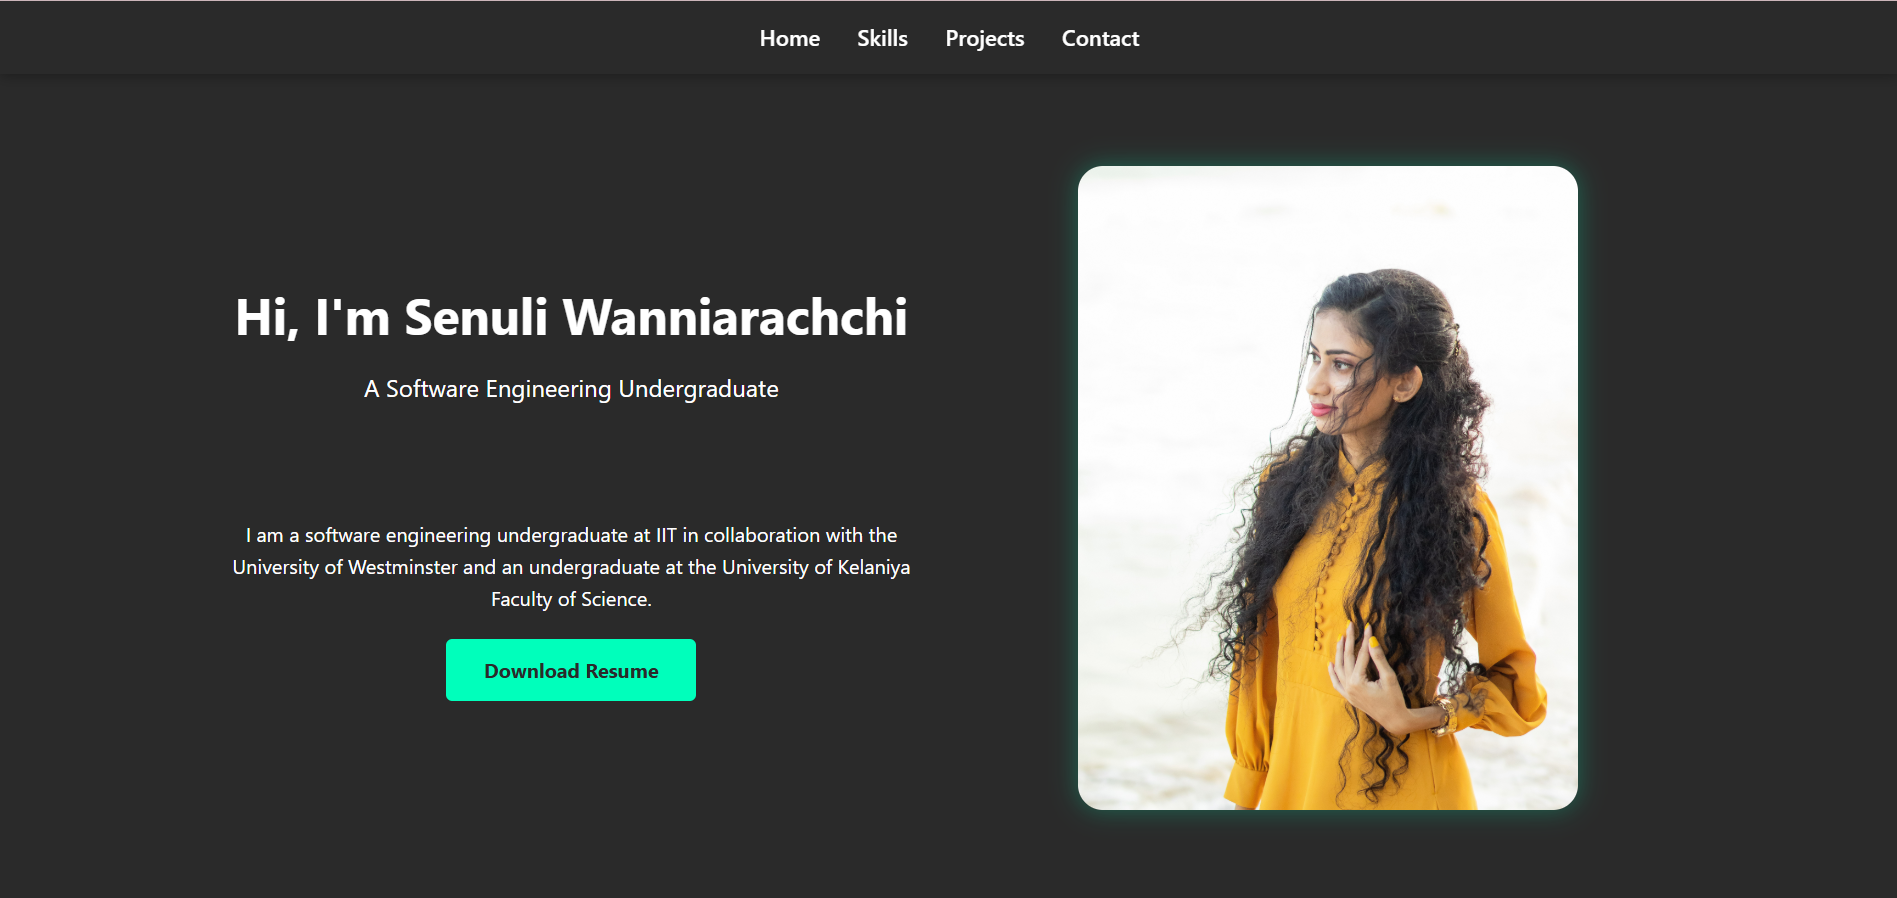 Home Skills Projects Contact
Hi, I'm Senuli Wanniarachchi
A Software Engineering Undergraduate
I am a software engineering undergraduate at IIT in collaboration with the
University of Westminster and an undergraduate at the University of Kelaniya
Faculty of Science.
Download Resume